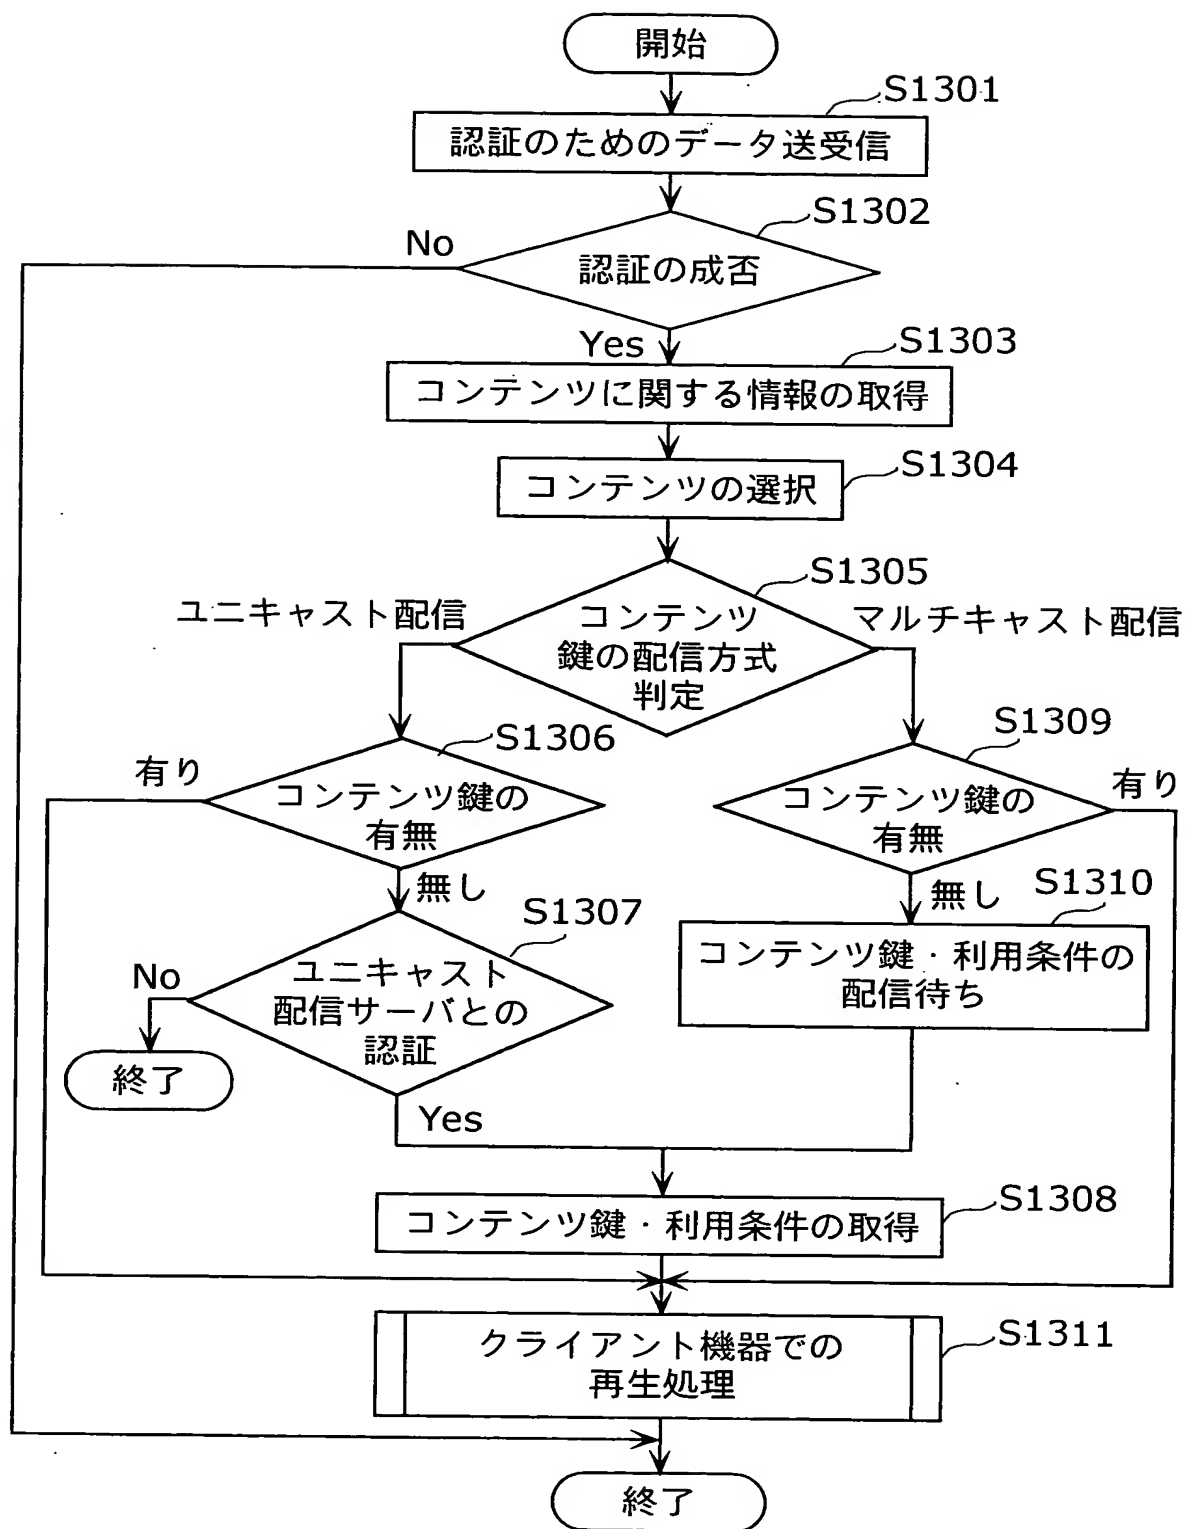 開始
S1301
認証のためのデータ送受信
S1302
No
認証の成否
Yes
S1303
コンテンツに関する情報の取得
S1304
コンテンツの選択
S1305
ユニキャスト配信
コンテンツ
鍵の配信方式
判定
マルチキャスト配信
S1306
有り
コンテンツ鍵の
有無
S1309
コンテンツ鍵の
有無
有り
無し
S1307
無し
S1310
No
ユニキャスト
配信サーバとの
認証
コンテンツ鍵・利用条件の
配信待ち
終了
Yes
S1308
コンテンツ鍵・利用条件の取得
S1311
クライアント機器での
再生処理
終了